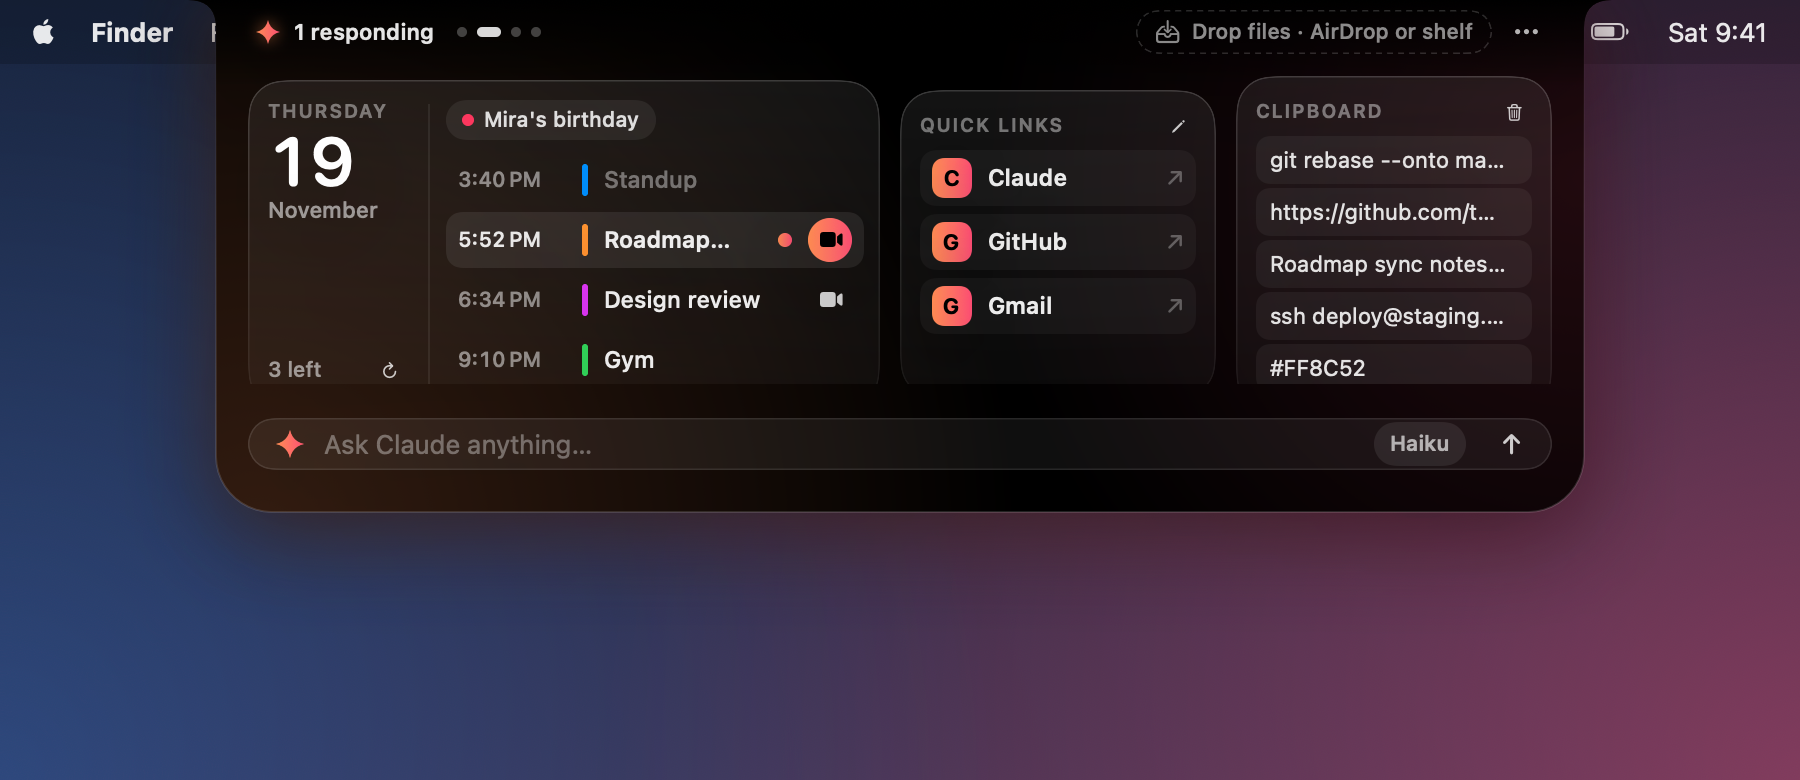 Finder
1 responding
Drop files · AirDrop or shelf
Sat 9:41
THURSDAY
19
November
3 left
Mira's birthday
3:40 PM Standup
5:52 PM Roadmap...
6:34 PM Design review
9:10 PM Gym
QUICK LINKS
C Claude
G GitHub
G Gmail
CLIPBOARD
git rebase --onto ma...
https://github.com/t...
Roadmap sync notes...
ssh deploy@staging....
#FF8C52
Ask Claude anything...
Haiku